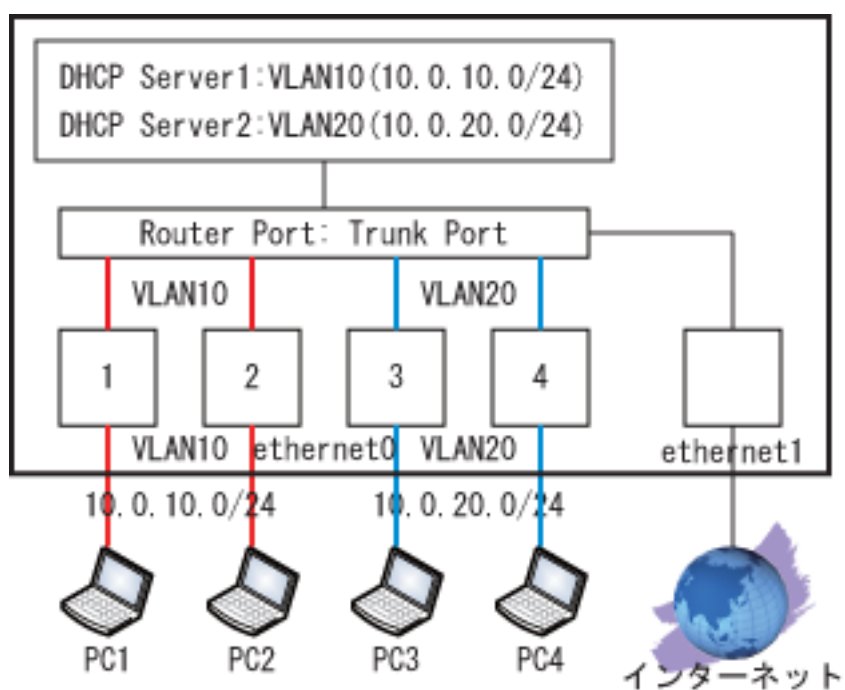 DHCP Server1:VLAN10(10.0.10.0/24)
DHCP Server2:VLAN20(10.0.20.0/24)
Router Port: Trunk Port
VLAN10 VLAN20
1 2 3 4
VLAN10 ethernet0 VLAN20 ethernet1
10.0.10.0/24 10.0.20.0/24
PC1 PC2 PC3 PC4
インターネット